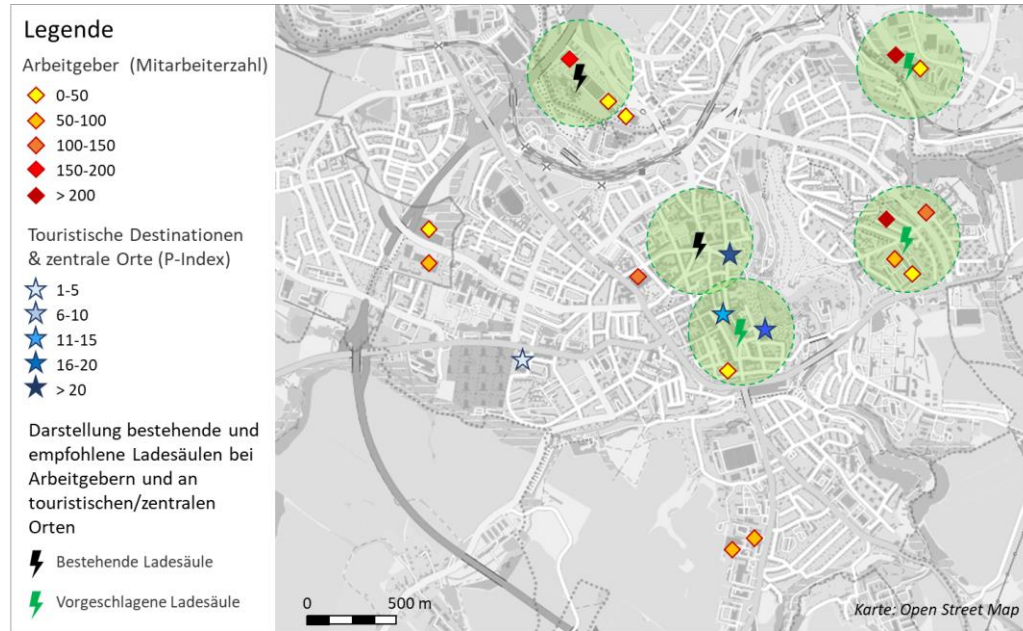 Legende
Arbeitgeber (Mitarbeiterzahl)
0-50
50-100
100-150
150-200
> 200
Touristische Destinationen
& zentrale Orte (P-Index)
1-5
6-10
11-15
16-20
> 20
Darstellung bestehende und
empfohlene Ladesäulen bei
Arbeitgebern und an
touristischen/zentralen
Orten
Bestehende Ladesäule
Vorgeschlagene Ladesäule
0 500 m
Karte: Open Street Map